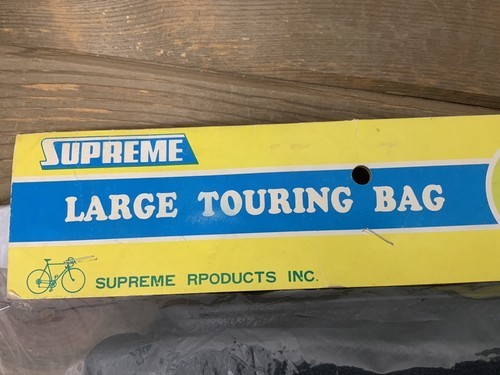 SUPREME
LARGE TOURING BAG
SUPREME RPODUCTS INC.